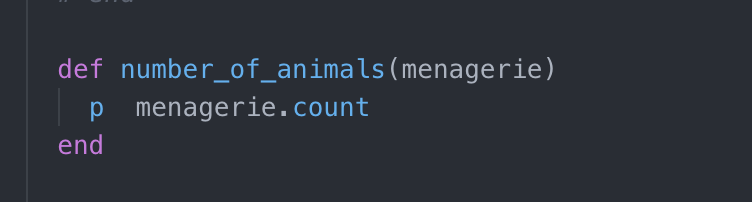 def number_of_animals(menagerie)
  p  menagerie.count
end